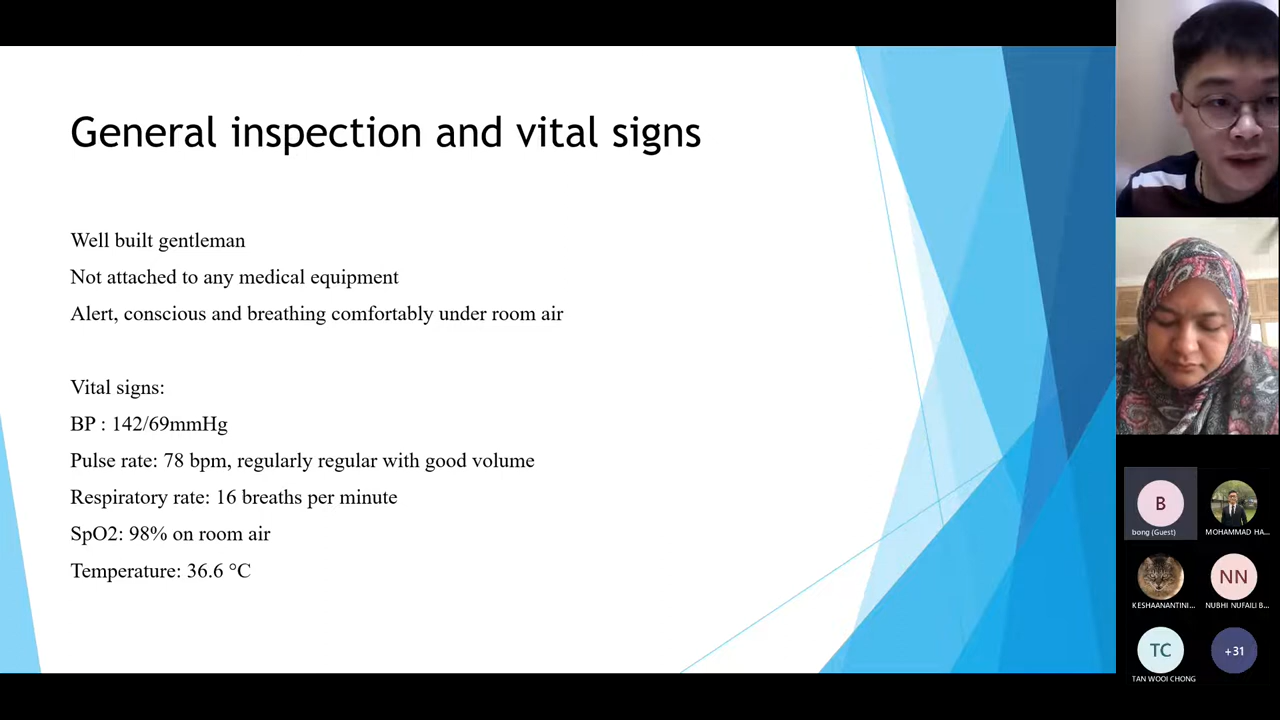 General inspection and vital signs
Well built gentleman
Not attached to any medical equipment
Alert, conscious and breathing comfortably under room air
Vital signs:
BP : 142/69mmHg
Pulse rate: 78 bpm, regularly regular with good volume
Respiratory rate: 16 breaths per minute
SpO2: 98% on room air
Temperature: 36.6 °C
B
bong (Guest)
MOHAMMAD HA...
KESHAANANTINI...
NN
NUBHI NUFAILI B...
TC
TAN WOOI CHONG
+31